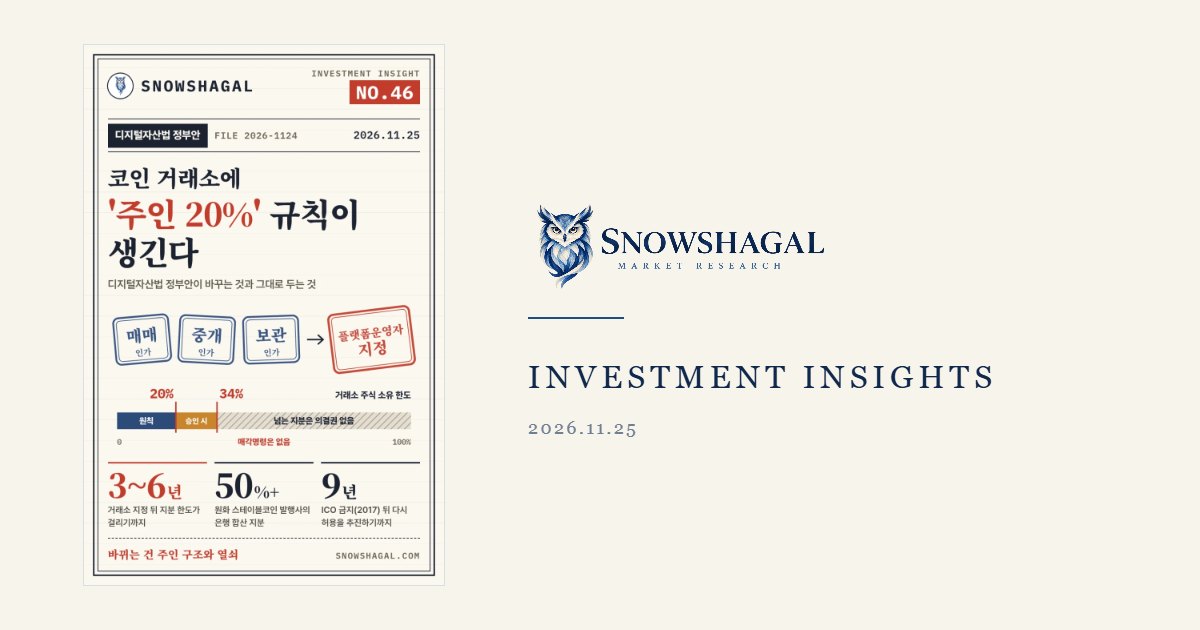 SNOWSHAGAL
INVESTMENT INSIGHT
NO.46
디지털자산법 정부안
FILE 2026-1124
2026.11.25
코인 거래소에
'주인 20%' 규칙이
생긴다
디지털자산법 정부안이 바꾸는 것과 그대로 두는 것
매매
인가
중개
인가
보관
인가
→
플랫폼운영자
지정
20%
34%
거래소 주식 소유 한도
원칙
승인 시
넘는 지분은 의결권 없음
0
매각명령은 없음
100%
3~6년
거래소 지정 뒤 지분 한도가
걸리기까지
50%+
원화 스테이블코인 발행사의
은행 합산 지분
9년
ICO 금지(2017) 뒤 다시
허용을 추진하기까지
바뀌는 건 주인 구조와 열쇠
SNOWSHAGAL.COM
SNOWSHAGAL
MARKET RESEARCH
INVESTMENT INSIGHTS
2026.11.25